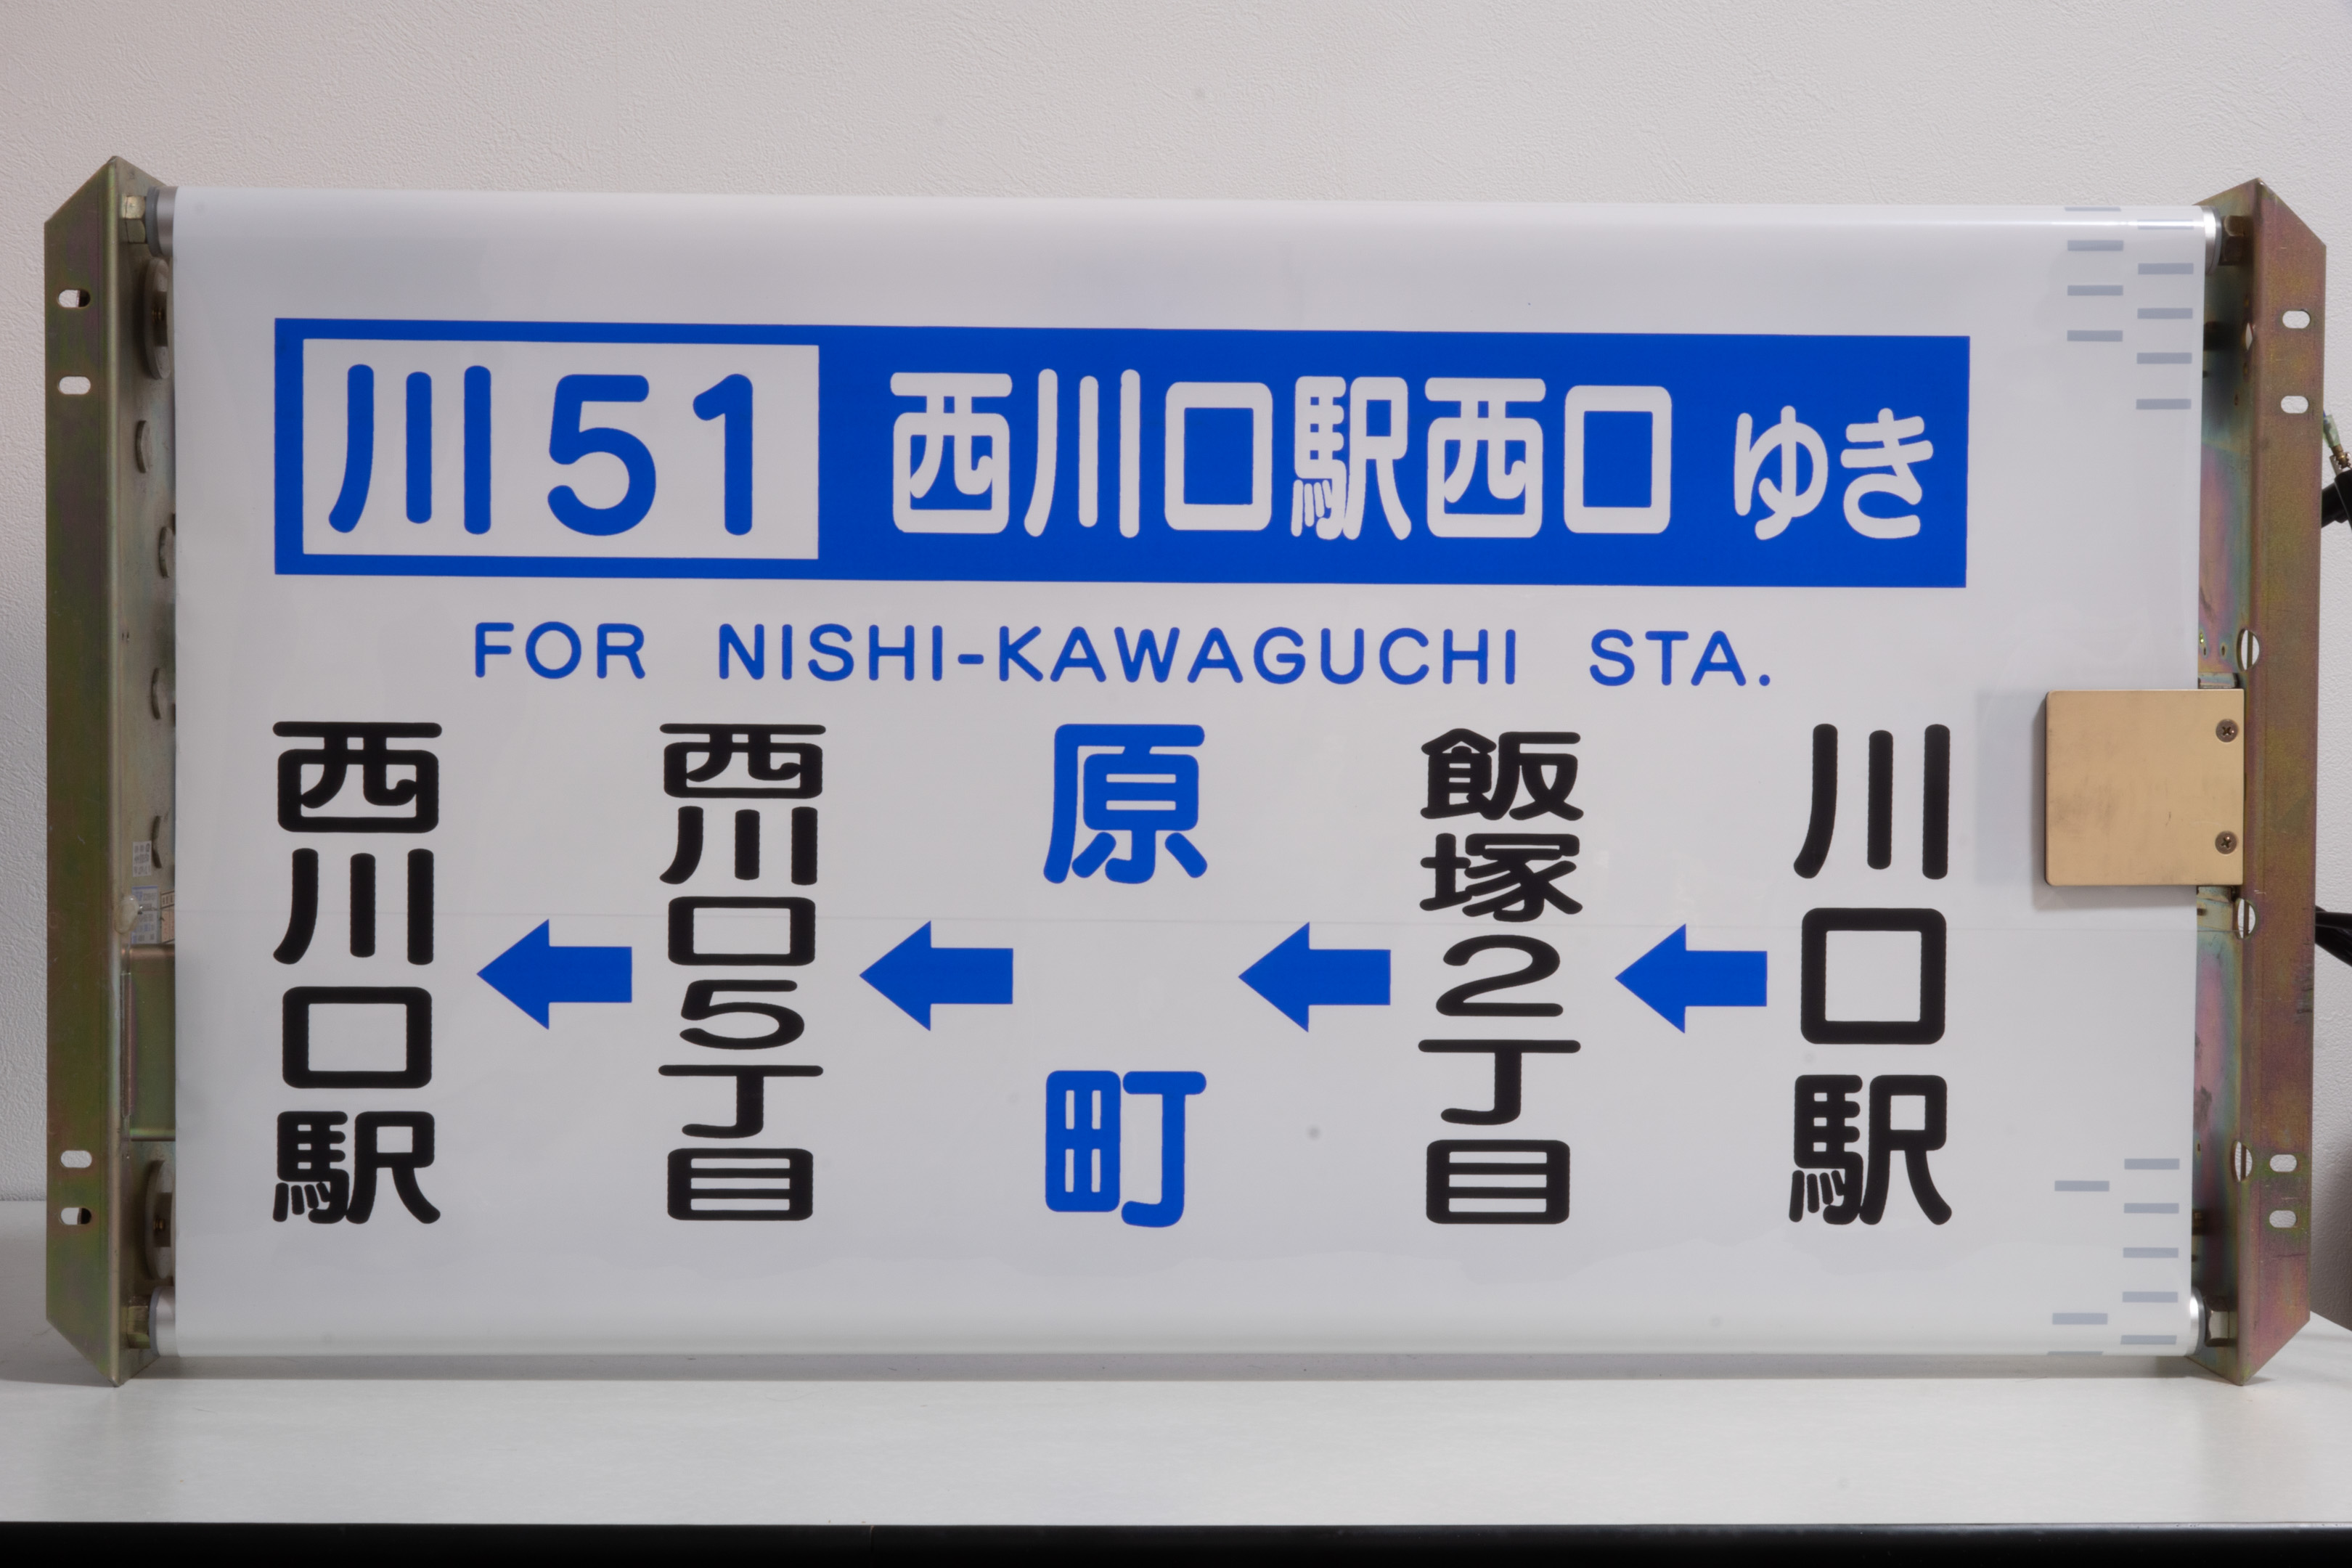 川51 西川口駅西口 ゆき
FOR NISHI-KAWAGUCHI STA.
川口駅
飯塚2丁目
原町
西川口5丁目
西川口駅